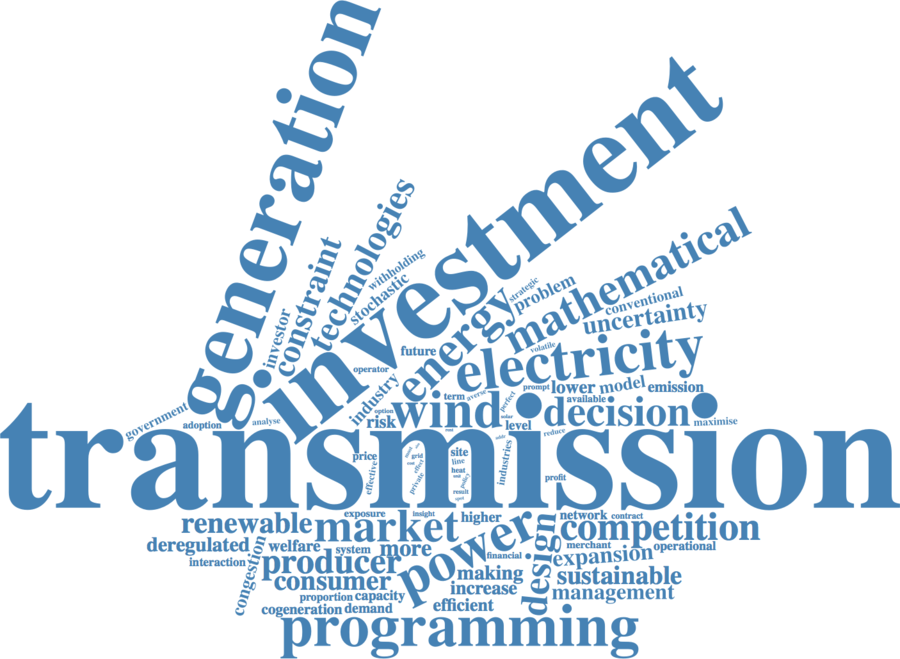 generation
investment
constraint
technologies
investor
withholding
stochastic
strategic
problem
energy
mathematical
conventional
uncertainty
volatile
electricity
future
operator
industry
prompt
lower
model
emission
term
averse
perfect
available
government
adoption
analyse
option
risk
wind
solar
level
decision
maximise
reduce
transmission
price
effective
grid
private
site
line
heat
policy
result
industries
profit
renewable
exposure
insight
market
higher
power
network
contract
competition
deregulated
welfare
system
more
financial
merchant
operational
interaction
congestion
producer
making
design
expansion
consumer
increase
sustainable
proportion
capacity
management
cogeneration
demand
efficient
programming